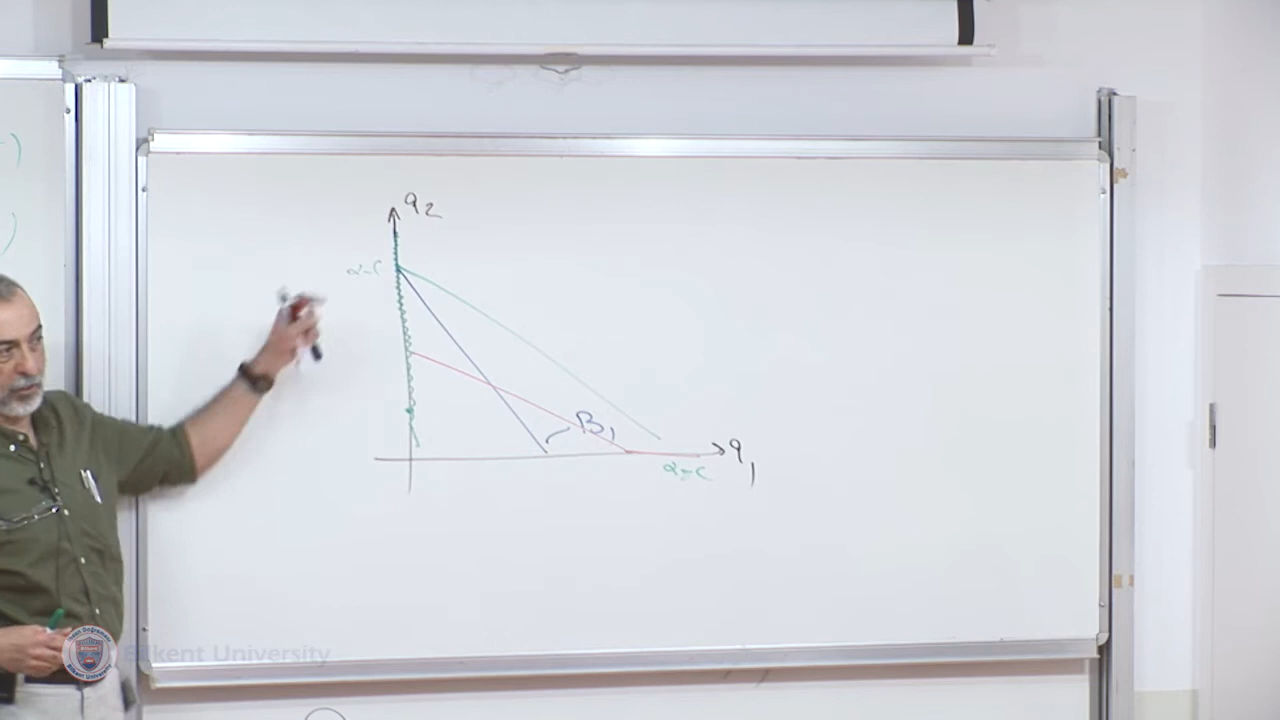 q2
α-c
B1
q1
α-c
Bilkent University
)
)